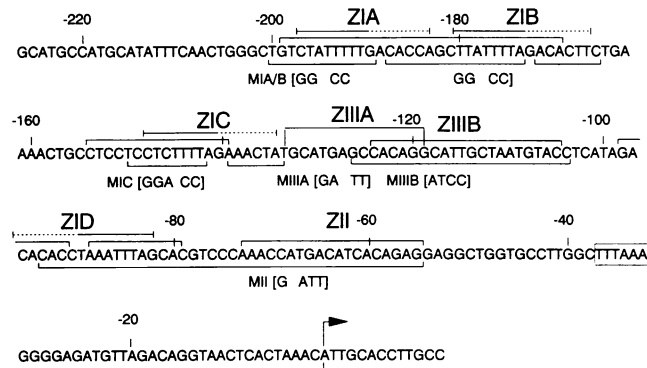 -220 -200 ZIA -180 ZIB
GCATGCCATGCATATTTCAACTGGGCTGTCTATTTTTGACACCAGCTTATTTTAGACACTTCTGA
MIA/B [GG CC GG CC]
-160 ZIC ZIIIA -120 ZIIIB -100
AAACTGCCTCCTCCTCTTTTAGAAACTATGCATGAGCCACAGGCATTGCTAATGTACCTCATAGA
MIC [GGA CC] MIIIA [GA TT] MIIIB [ATCC]
ZID -80 ZII -60 -40
CACACCTAAATTTAGCACGTCCCAAACCATGACATCACAGAGGAGGCTGGTGCCTTGGCTTTAAA
MII [G ATT]
-20
GGGGAGATGTTAGACAGGTAACTCACTAAACATTGCACCTTGCC